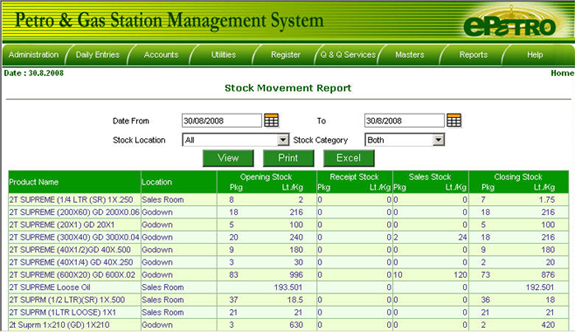 Petro & Gas Station Management System
ePETRO
Administration Daily Entries Accounts Utilities Register Q & Q Services Masters Reports Help
Date : 30.8.2008 Home
Stock Movement Report
Date From 30/08/2008 To 30/8/2008
Stock Location All Stock Category Both
View Print Excel
Product Name Location Opening Stock Receipt Stock Sales Stock Closing Stock
Pkg Lt./Kg Pkg Lt./Kg Pkg Lt./Kg Pkg Lt./Kg
2T SUPREME (1/4 LTR (SR) 1X.250 Sales Room 8 2 0 0 0 0 7 1.75
2T SUPREME (200X60) GD 200X0.06 Godown 18 216 0 0 0 0 18 216
2T SUPREME (20X1) GD 20X1 Godown 5 100 0 0 0 0 5 100
2T SUPREME (300X40) GD 300X0.04 Godown 20 240 0 0 2 24 18 216
2T SUPREME (40X1/2)GD 40X.500 Godown 9 180 0 0 0 0 9 180
2T SUPREME (40X1/4) GD 40X.250 Godown 3 30 0 0 0 0 2 20
2T SUPREME (600X20) GD 600X.02 Godown 83 996 0 0 10 120 73 876
2T SUPREME Loose Oil Sales Room 193.501 0 0 192.501
2T SUPRM (1/2 LTR)(SR) 1X.500 Sales Room 37 18.5 0 0 0 0 36 18
2T SUPRM (1LTR LOOSE) 1X1 Sales Room 21 21 0 0 0 0 21 21
2t Suprm 1x210 (GD) 1X210 Godown 3 630 0 0 0 0 420